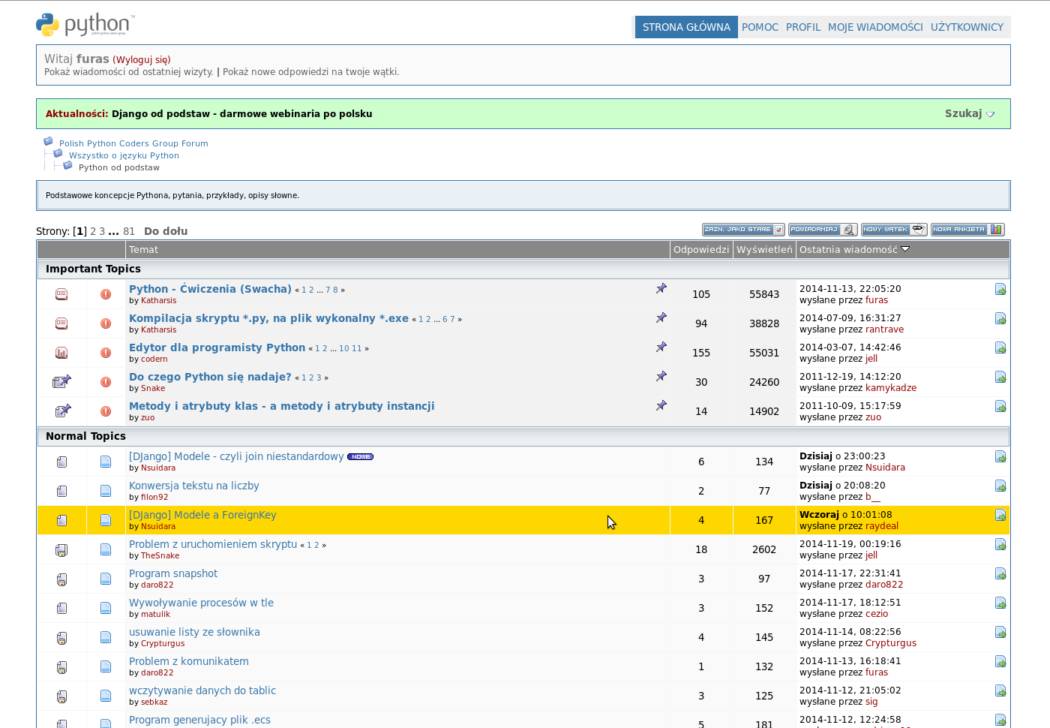 python™
STRONA GŁÓWNA POMOC PROFIL MOJE WIADOMOŚCI UŻYTKOWNICY
Witaj furas (Wyloguj się)
Pokaż wiadomości od ostatniej wizyty. | Pokaż nowe odpowiedzi na twoje wątki.
Aktualności: Django od podstaw - darmowe webinaria po polsku
Szukaj
Polish Python Coders Group Forum
Wszystko o języku Python
Python od podstaw
Podstawowe koncepcje Pythona, pytania, przykłady, opisy słowne.
Strony: [1] 2 3 ... 81 Do dołu
ZAZN. JAKO STARE POWIADAMIAJ NOWY WĄTEK NOWA ANKIETA
Temat Odpowiedzi Wyświetleń Ostatnia wiadomość
Important Topics
Python - Ćwiczenia (Swacha) « 1 2 ... 7 8 »
by Katharsis
105 55843
2014-11-13, 22:05:20
wysłane przez furas
Kompilacja skryptu *.py, na plik wykonalny *.exe « 1 2 ... 6 7 »
by Katharsis
94 38828
2014-07-09, 16:31:27
wysłane przez rantrave
Edytor dla programisty Python « 1 2 ... 10 11 »
by codern
155 55031
2014-03-07, 14:42:46
wysłane przez jell
Do czego Python się nadaje? « 1 2 3 »
by Snake
30 24260
2011-12-19, 14:12:20
wysłane przez kamykadze
Metody i atrybuty klas - a metody i atrybuty instancji
by zuo
14 14902
2011-10-09, 15:17:59
wysłane przez zuo
Normal Topics
[DJango] Modele - czyli join niestandardowy NOWE
by Nsuidara
6 134
Dzisiaj o 23:00:23
wysłane przez Nsuidara
Konwersja tekstu na liczby
by filon92
2 77
Dzisiaj o 20:08:20
wysłane przez b__
[DJango] Modele a ForeignKey
by Nsuidara
4 167
Wczoraj o 10:01:08
wysłane przez raydeal
Problem z uruchomieniem skryptu « 1 2 »
by TheSnake
18 2602
2014-11-19, 00:19:16
wysłane przez jell
Program snapshot
by daro822
3 97
2014-11-17, 22:31:41
wysłane przez daro822
Wywoływanie procesów w tle
by matulik
3 152
2014-11-17, 18:12:51
wysłane przez cezio
usuwanie listy ze słownika
by Crypturgus
4 145
2014-11-14, 08:22:56
wysłane przez Crypturgus
Problem z komunikatem
by daro822
1 132
2014-11-13, 16:18:41
wysłane przez furas
wczytywanie danych do tablic
by sebkaz
3 125
2014-11-12, 21:05:02
wysłane przez sig
Program generujacy plik .ecs
5 181
2014-11-12, 12:24:58